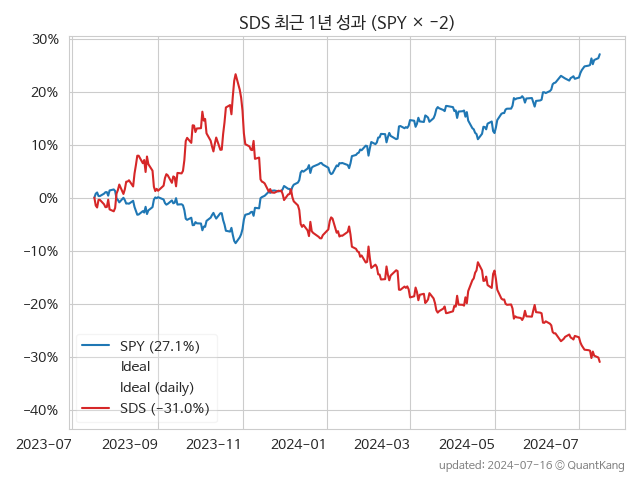 SDS 최근 1년 성과 (SPY × −2)
30%
20%
10%
0%
−10%
−20%
−30%
−40%
SPY (27.1%)
Ideal
Ideal (daily)
SDS (−31.0%)
2023−07
2023−09
2023−11
2024−01
2024−03
2024−05
2024−07
updated: 2024-07-16 © QuantKang